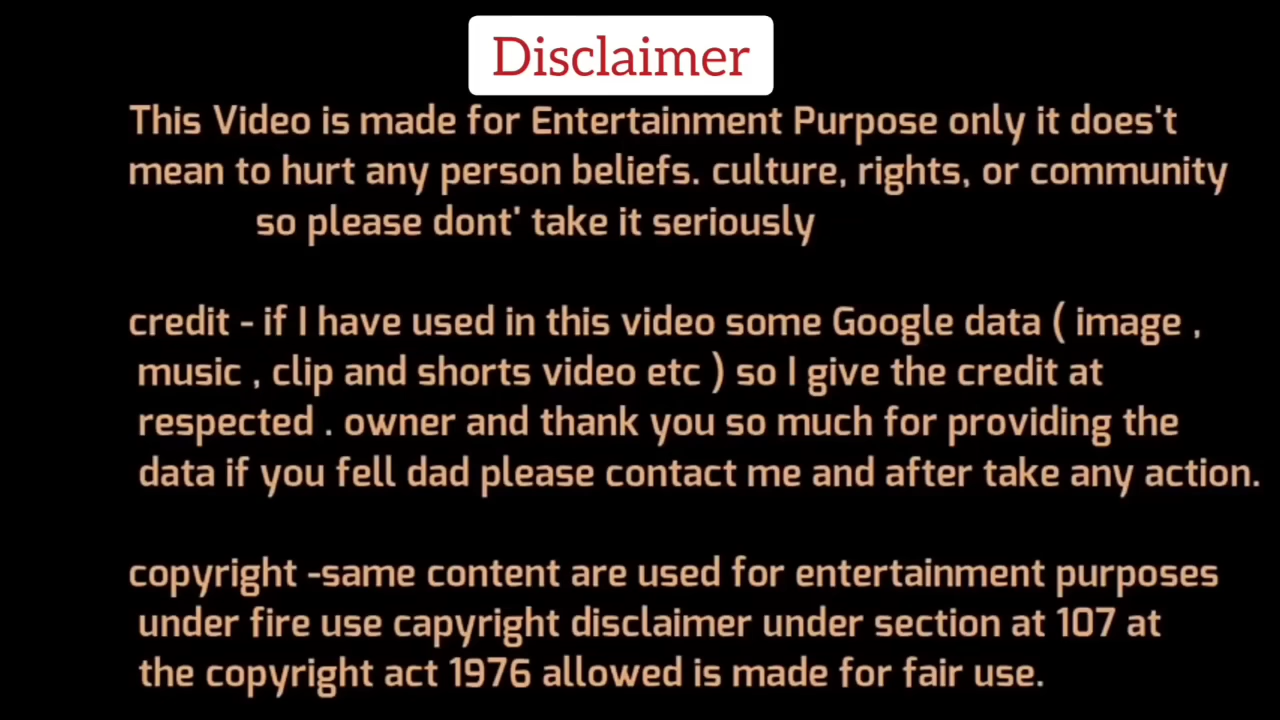 Disclaimer
This Video is made for Entertainment Purpose only it does't
mean to hurt any person beliefs. culture, rights, or community
so please dont' take it seriously
credit - if I have used in this video some Google data ( image ,
music , clip and shorts video etc ) so I give the credit at
respected . owner and thank you so much for providing the
data if you fell dad please contact me and after take any action.
copyright -same content are used for entertainment purposes
under fire use capyright disclaimer under section at 107 at
the copyright act 1976 allowed is made for fair use.